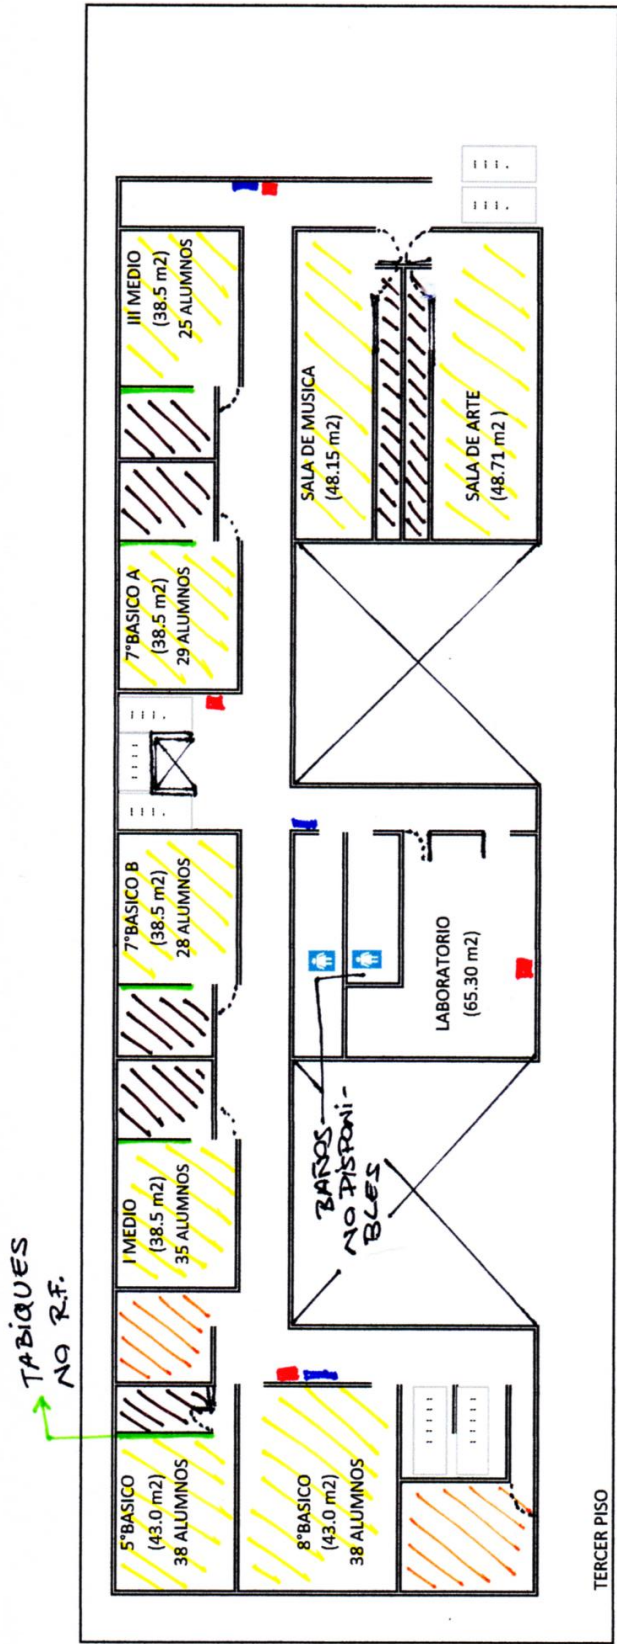 TABIQUES
NO R.F.
5°BASICO
(43.0 m2)
38 ALUMNOS
I MEDIO
(38.5 m2)
35 ALUMNOS
7°BASICO B
(38.5 m2)
28 ALUMNOS
7°BASICO A
(38.5 m2)
29 ALUMNOS
III MEDIO
(38.5 m2)
25 ALUMNOS
8°BASICO
(43.0 m2)
38 ALUMNOS
BAÑOS
NO DISPONI-
BLES
LABORATORIO
(65.30 m2)
SALA DE MUSICA
(48.15 m2)
SALA DE ARTE
(48.71 m2 )
TERCER PISO